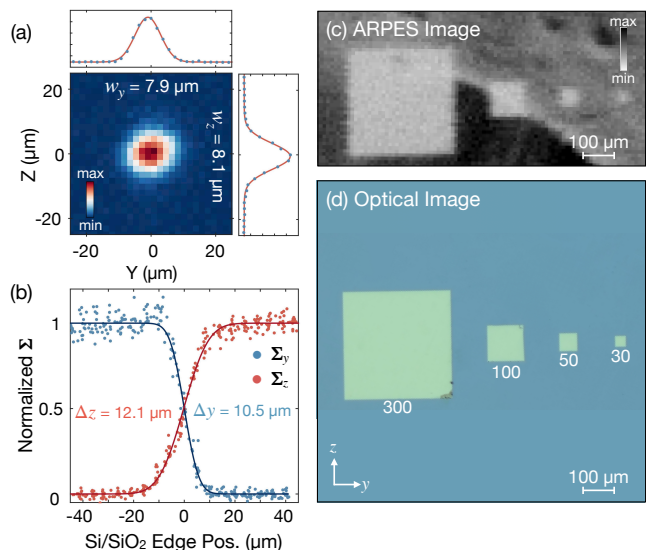 (a)
w_y = 7.9 µm
w_z = 8.1 µm
max
min
Z (µm)
20
0
-20
-20
0
20
Y (µm)
(b)
Normalized Σ
1
0.5
0
Σ_y
Σ_z
Δz = 12.1 µm
Δy = 10.5 µm
-40
-20
0
20
40
Si/SiO₂ Edge Pos. (µm)
(c) ARPES Image
max
min
100 µm
(d) Optical Image
300
100
50
30
z
y
100 µm